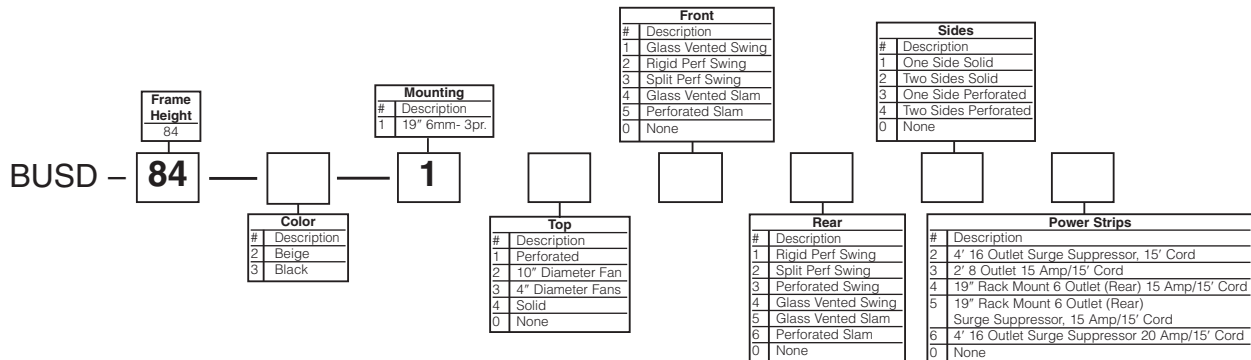 Front
# Description
1 Glass Vented Swing
2 Rigid Perf Swing
3 Split Perf Swing
4 Glass Vented Slam
5 Perforated Slam
0 None
Sides
# Description
1 One Side Solid
2 Two Sides Solid
3 One Side Perforated
4 Two Sides Perforated
0 None
Frame
Height
84
Mounting
# Description
1 19″ 6mm- 3pr.
BUSD – 84 — — 1
Color
# Description
2 Beige
3 Black
Top
# Description
1 Perforated
2 10″ Diameter Fan
3 4″ Diameter Fans
4 Solid
0 None
Rear
# Description
1 Rigid Perf Swing
2 Split Perf Swing
3 Perforated Swing
4 Glass Vented Swing
5 Glass Vented Slam
6 Perforated Slam
0 None
Power Strips
# Description
2 4′ 16 Outlet Surge Suppressor, 15′ Cord
3 2′ 8 Outlet 15 Amp/15′ Cord
4 19″ Rack Mount 6 Outlet (Rear) 15 Amp/15′ Cord
5 19″ Rack Mount 6 Outlet (Rear)
Surge Suppressor, 15 Amp/15′ Cord
6 4′ 16 Outlet Surge Suppressor 20 Amp/15′ Cord
0 None